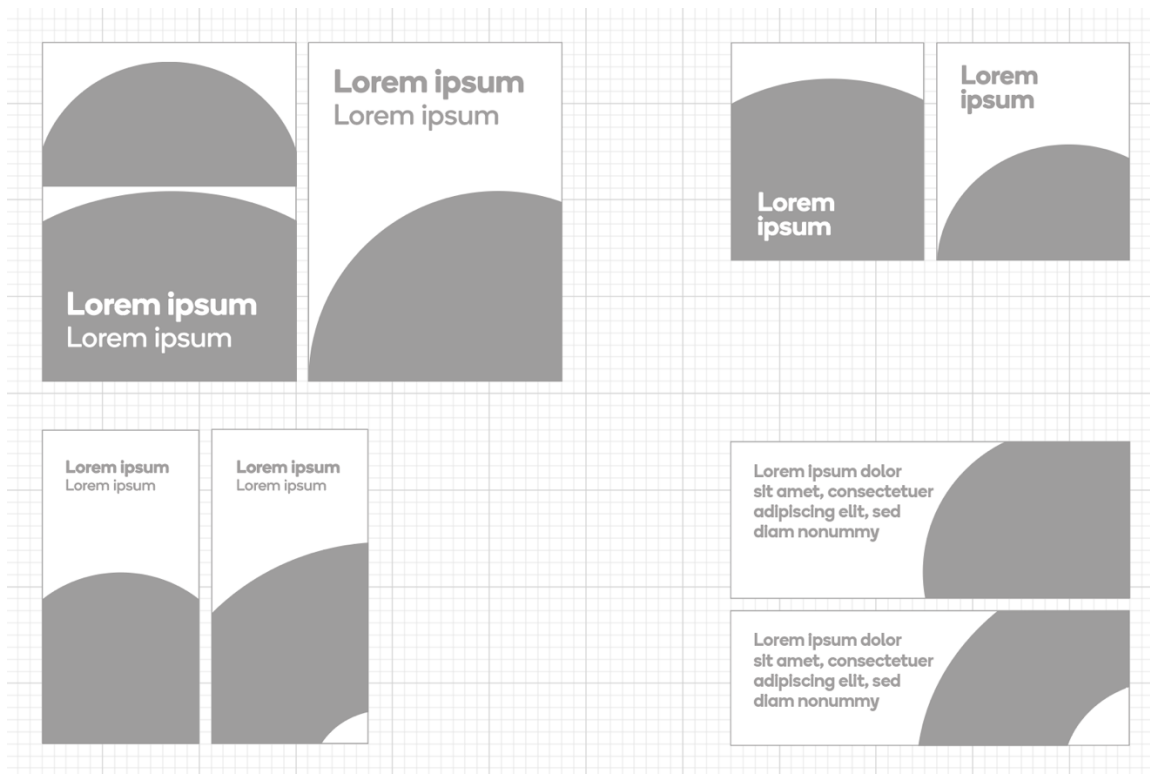 Lorem ipsum
Lorem ipsum
Lorem ipsum
Lorem ipsum
Lorem
ipsum
Lorem
ipsum
Lorem ipsum
Lorem ipsum
Lorem ipsum
Lorem ipsum
Lorem Ipsum dolor
sit amet, consectetuer
adipiscing elit, sed
diam nonummy
Lorem Ipsum dolor
sit amet, consectetuer
adipiscing elit, sed
diam nonummy